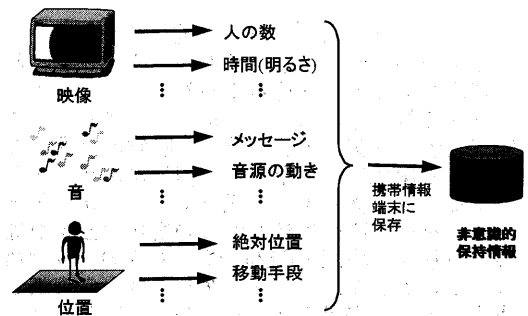 人の数
時間(明るさ)
映像
メッセージ
音源の動き
音
絶対位置
移動手段
位置
携帯情報
端末に
保存
非意識的
保持情報